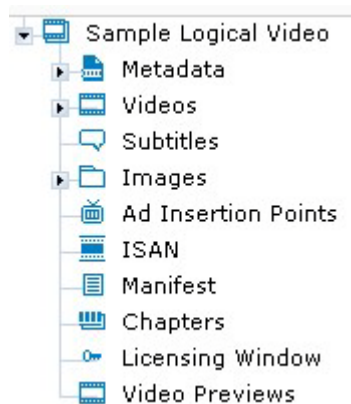 Sample Logical Video
Metadata
Videos
Subtitles
Images
Ad Insertion Points
ISAN
Manifest
Chapters
Licensing Window
Video Previews